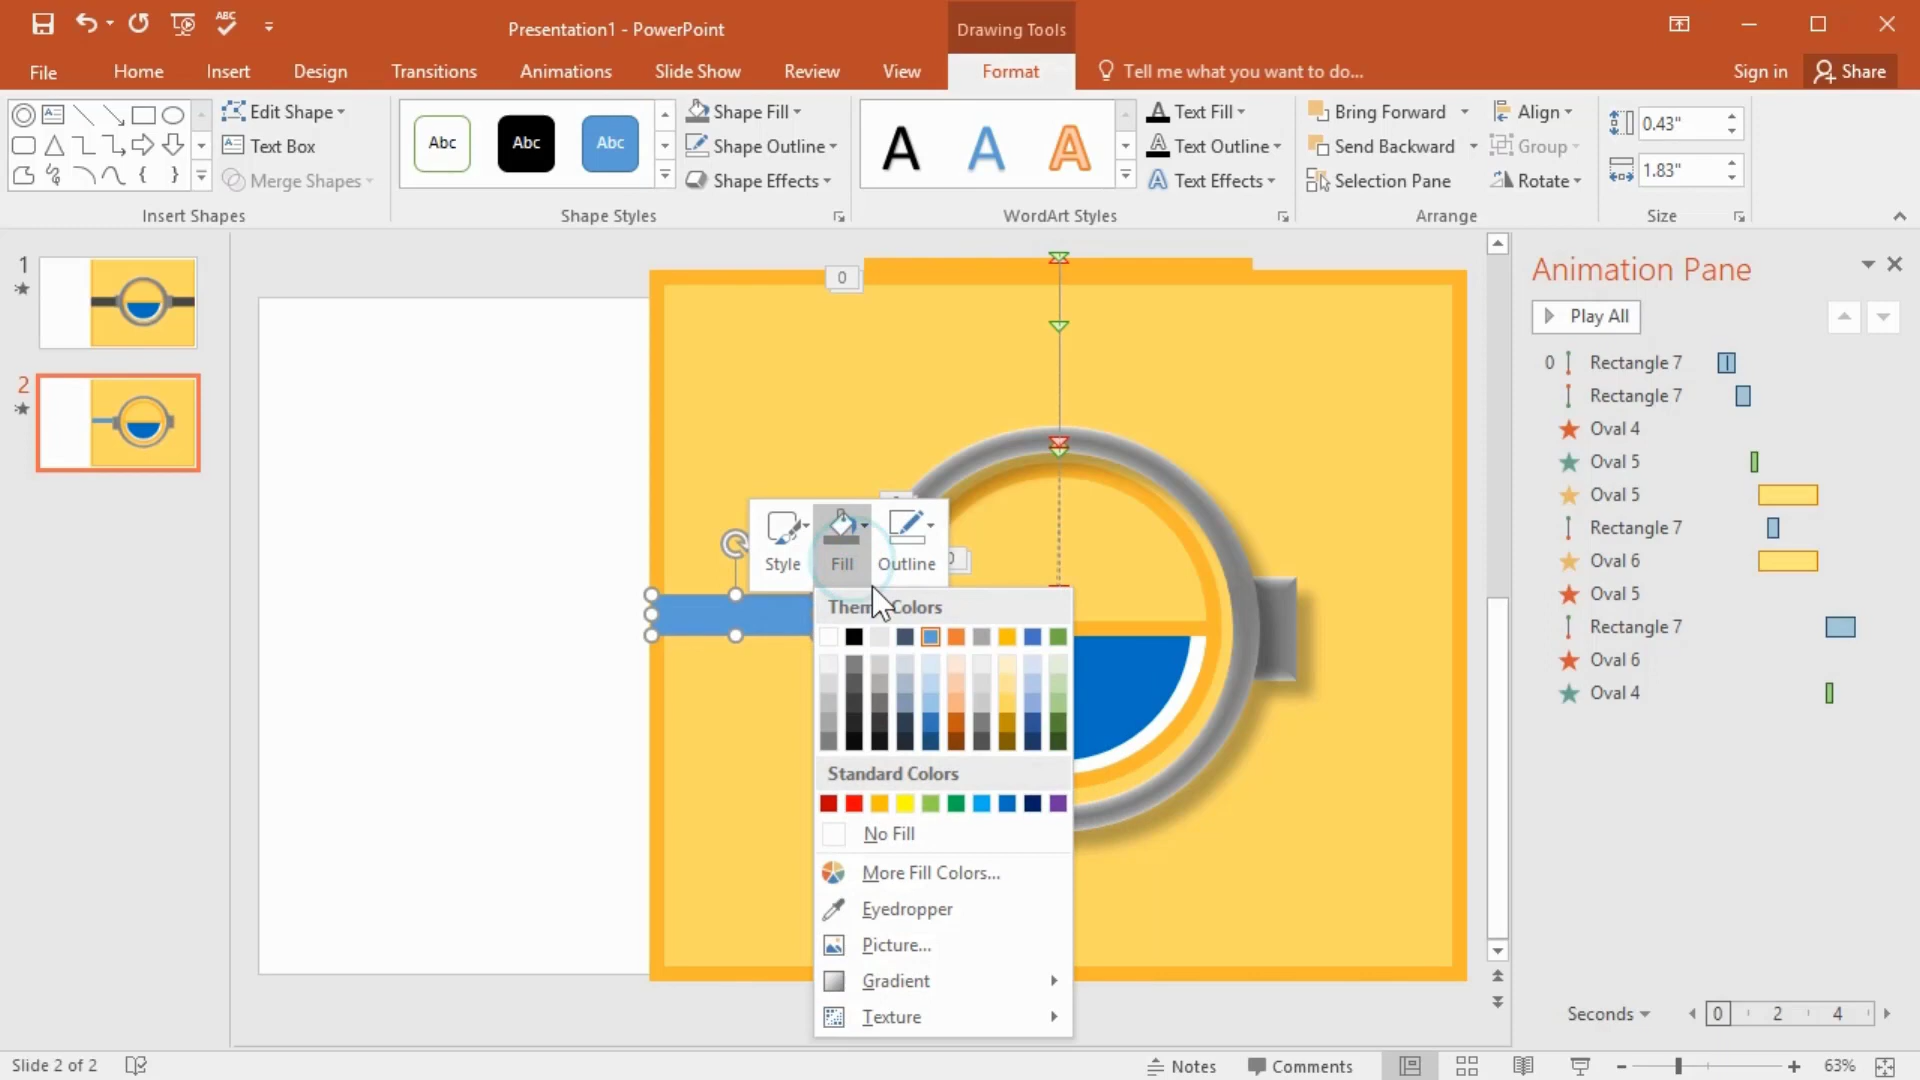 ABC
Presentation1 - PowerPoint
Drawing Tools
File
Home
Insert
Design
Transitions
Animations
Slide Show
Review
View
Format
Tell me what you want to do...
Sign in
Share
Edit Shape
Text Box
Merge Shapes
Insert Shapes
Abc
Abc
Abc
Shape Fill
Shape Outline
Shape Effects
Shape Styles
A
A
A
Text Fill
Text Outline
Text Effects
WordArt Styles
Bring Forward
Send Backward
Selection Pane
Align
Group
Rotate
Arrange
0.43"
1.83"
Size
1
2
0
Style
Fill
Outline
Colors
Standard Colors
No Fill
More Fill Colors...
Eyedropper
Picture...
Gradient
Texture
Animation Pane
Play All
0 Rectangle 7
Rectangle 7
Oval 4
Oval 5
Oval 5
Rectangle 7
Oval 6
Oval 5
Rectangle 7
Oval 6
Oval 4
Seconds
0
2
4
Slide 2 of 2
Notes
Comments
63%